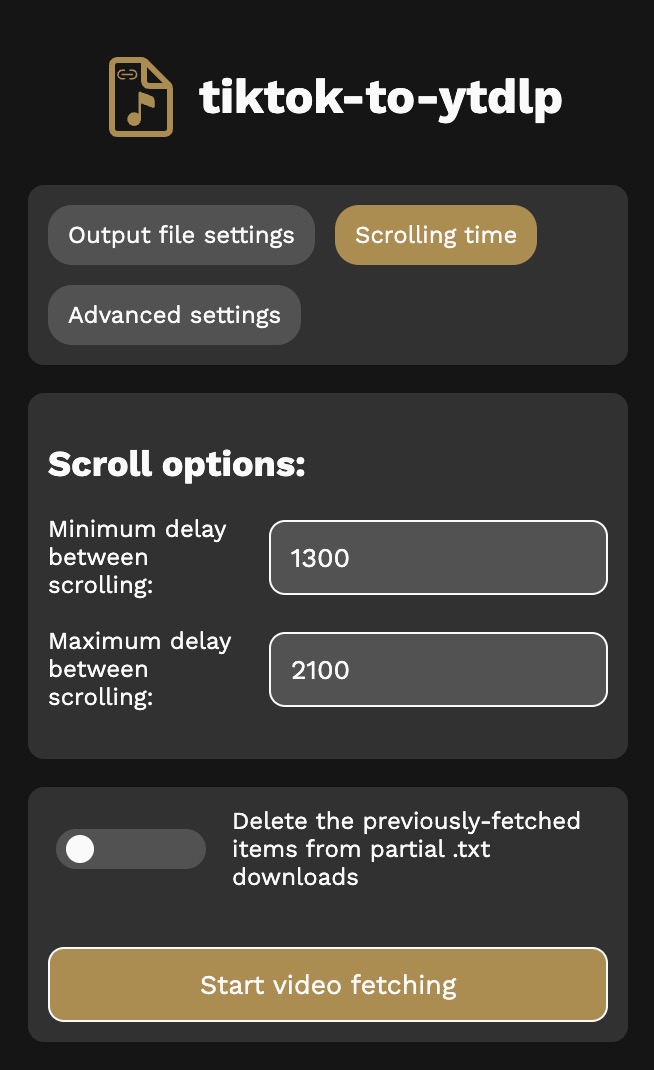 tiktok-to-ytdlp
Output file settings
Scrolling time
Advanced settings
Scroll options:
Minimum delay
between
scrolling:
1300
Maximum delay
between
scrolling:
2100
Delete the previously-fetched
items from partial .txt
downloads
Start video fetching